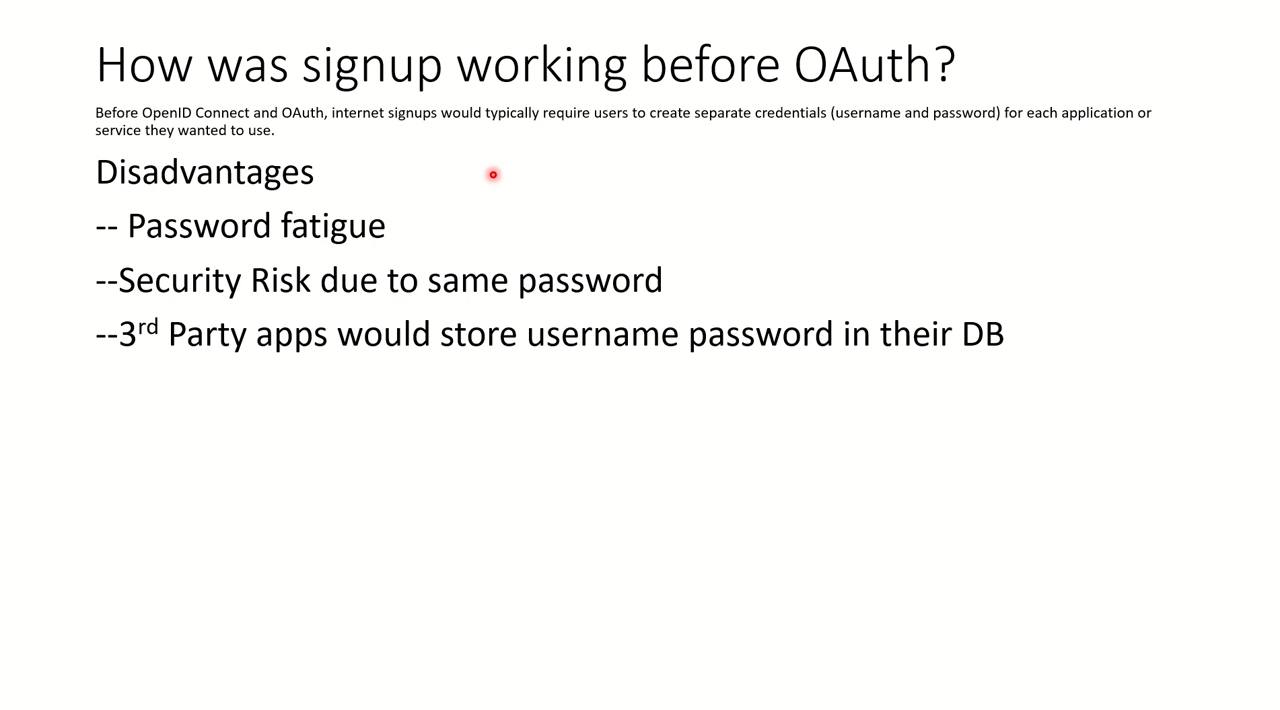 How was signup working before OAuth?
Before OpenID Connect and OAuth, internet signups would typically require users to create separate credentials (username and password) for each application or
service they wanted to use.
Disadvantages
-- Password fatigue
--Security Risk due to same password
--3rd Party apps would store username password in their DB